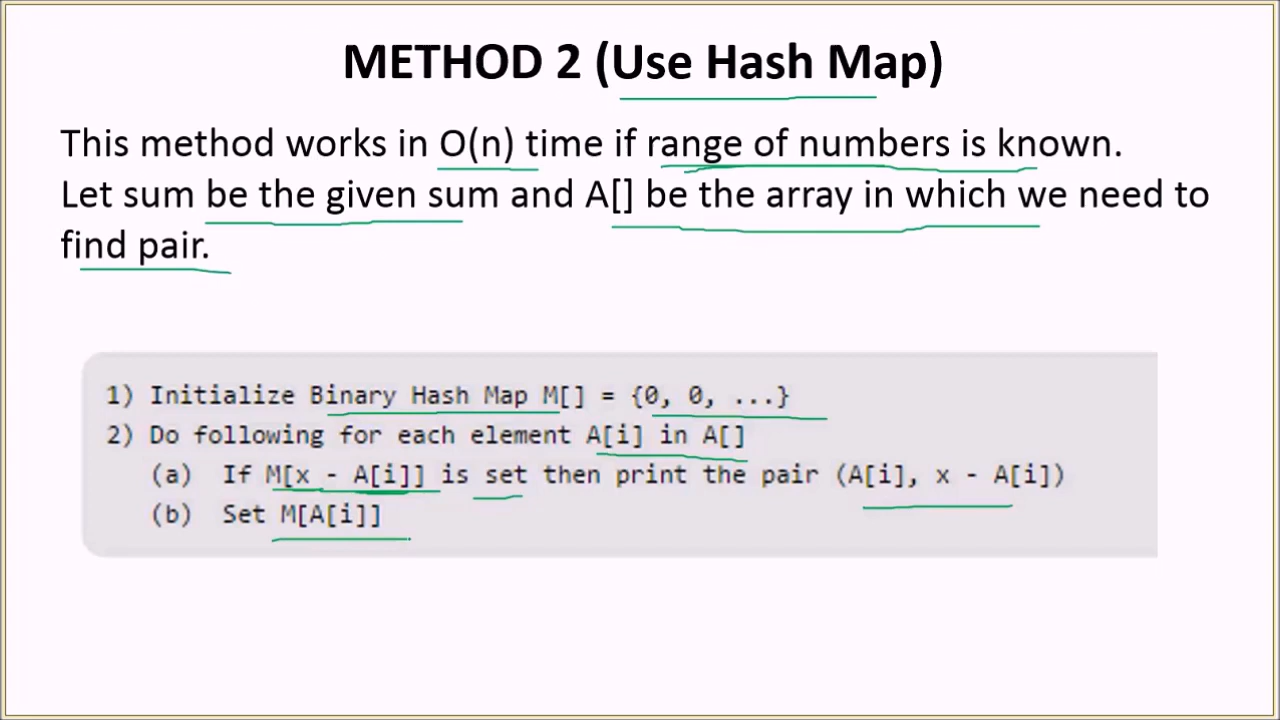 METHOD 2 (Use Hash Map)
This method works in O(n) time if range of numbers is known.
Let sum be the given sum and A[] be the array in which we need to
find pair.
1) Initialize Binary Hash Map M[] = {0, 0, ...}
2) Do following for each element A[i] in A[]
(a) If M[x - A[i]] is set then print the pair (A[i], x - A[i])
(b) Set M[A[i]]